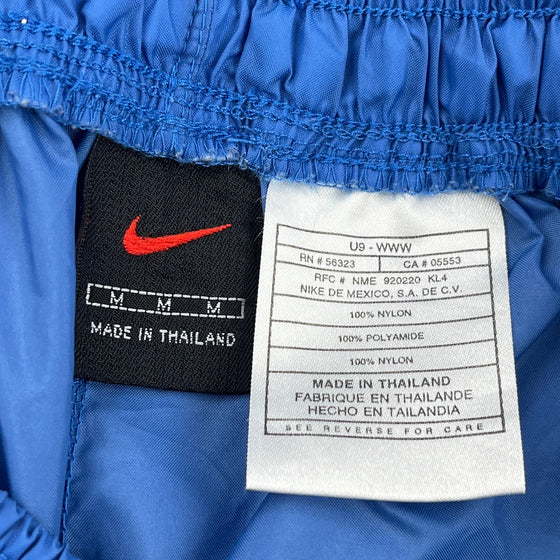 M M M
MADE IN THAILAND
U9 - WWW
RN # 56323 CA # 05553
RFC # NME 920220 KL4
NIKE DE MEXICO, S.A. DE C.V.
100% NYLON
100% POLYAMIDE
100% NYLON
MADE IN THAILAND
FABRIQUE EN THAILANDE
HECHO EN TAILANDIA
SEE REVERSE FOR CARE